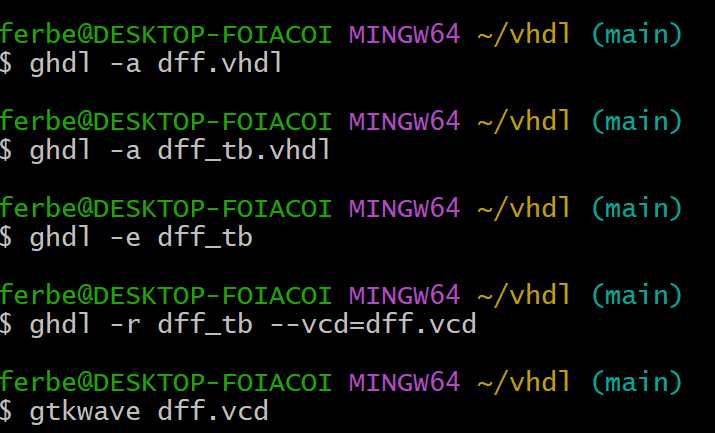 ferbe@DESKTOP-FOIACOI MINGW64 ~/vhdl (main)
$ ghdl -a dff.vhdl
ferbe@DESKTOP-FOIACOI MINGW64 ~/vhdl (main)
$ ghdl -a dff_tb.vhdl
ferbe@DESKTOP-FOIACOI MINGW64 ~/vhdl (main)
$ ghdl -e dff_tb
ferbe@DESKTOP-FOIACOI MINGW64 ~/vhdl (main)
$ ghdl -r dff_tb --vcd=dff.vcd
ferbe@DESKTOP-FOIACOI MINGW64 ~/vhdl (main)
$ gtkwave dff.vcd